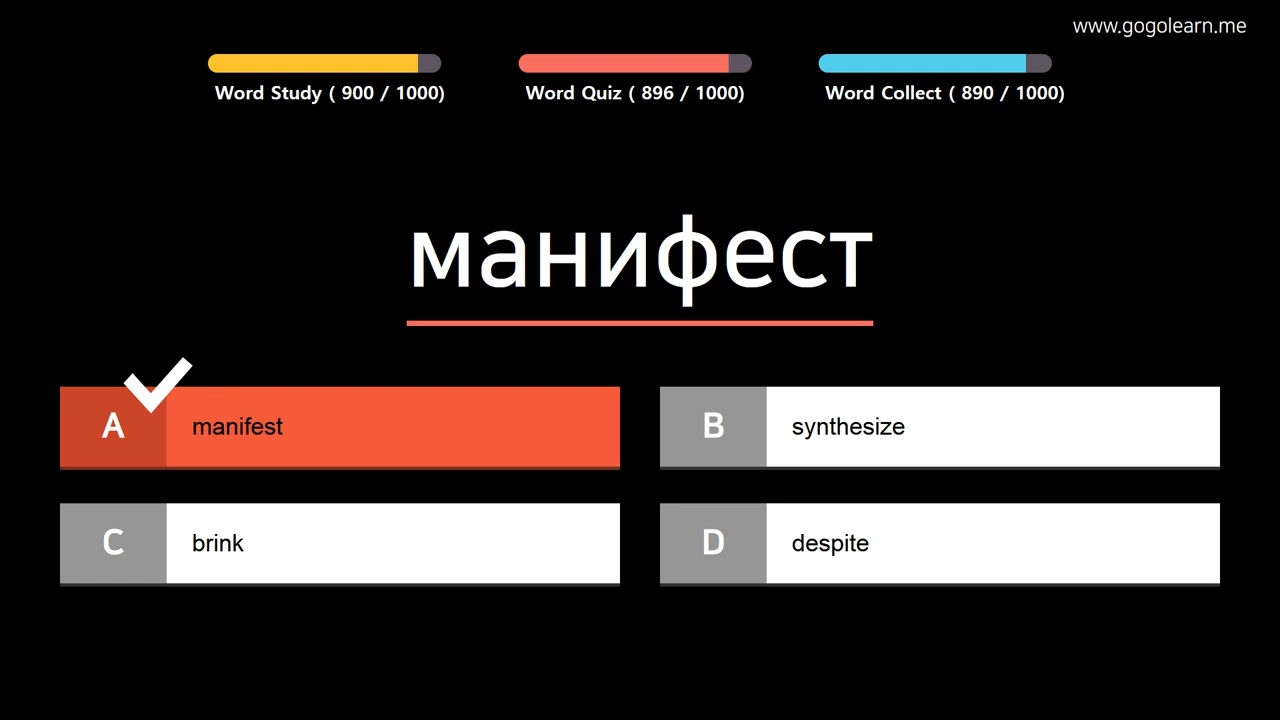 www.gogolearn.me
Word Study ( 900 / 1000)
Word Quiz ( 896 / 1000)
Word Collect ( 890 / 1000)
манифест
A manifest
B synthesize
C brink
D despite